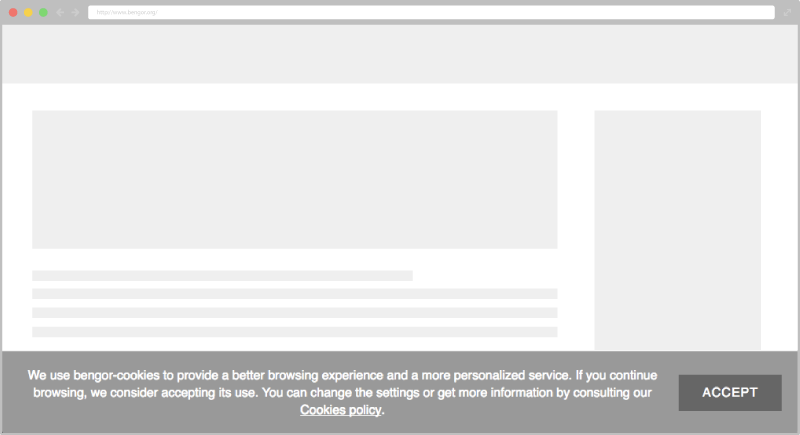 https://www.bengor.org/
We use bengor-cookies to provide a better browsing experience and a more personalized service. If you continue
browsing, we consider accepting its use. You can change the settings or get more information by consulting our
Cookies policy.
ACCEPT